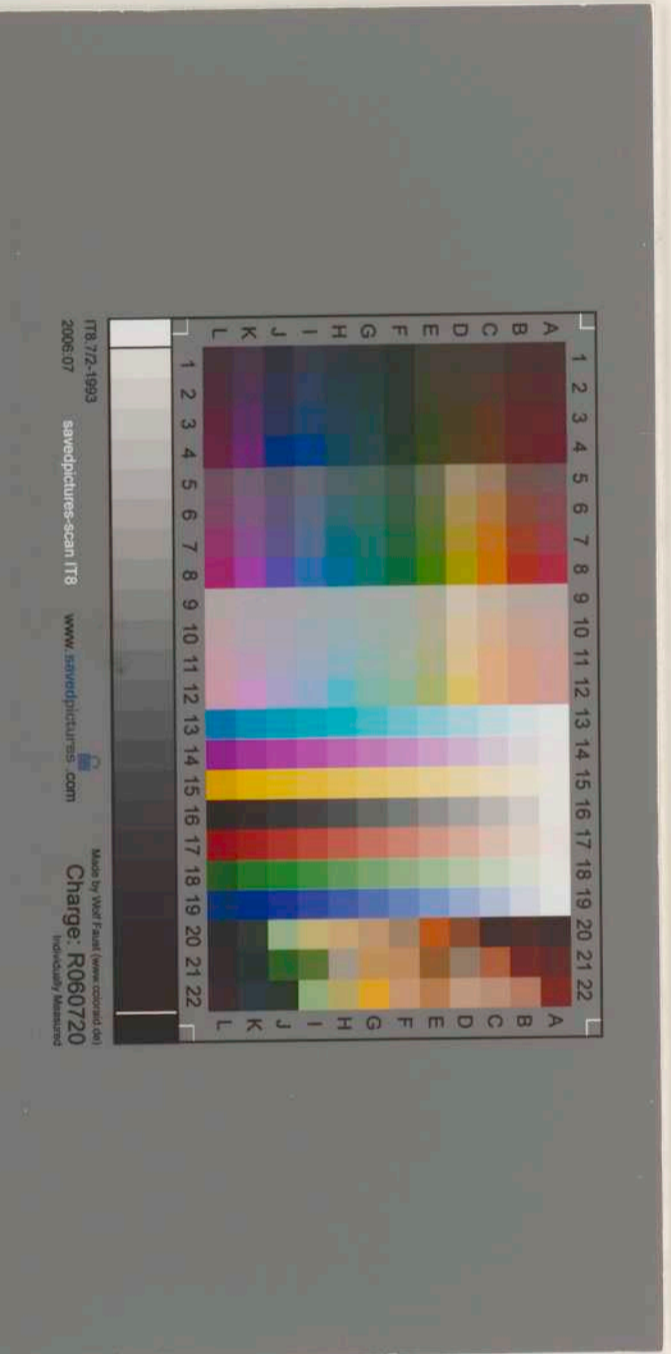 1 2 3 4 5 6 7 8 9 10 11 12 13 14 15 16 17 18 19 20 21 22
A A
B B
C C
D D
E E
F F
G G
H H
I I
J J
K K
L L
1 2 3 4 5 6 7 8 9 10 11 12 13 14 15 16 17 18 19 20 21 22
IT8.7/2-1993
2006:07
savedpictures-scan IT8 www.savedpictures.com
Made by Wolf Faust (www.coloraid.de)
Charge: R060720
Individually Measured